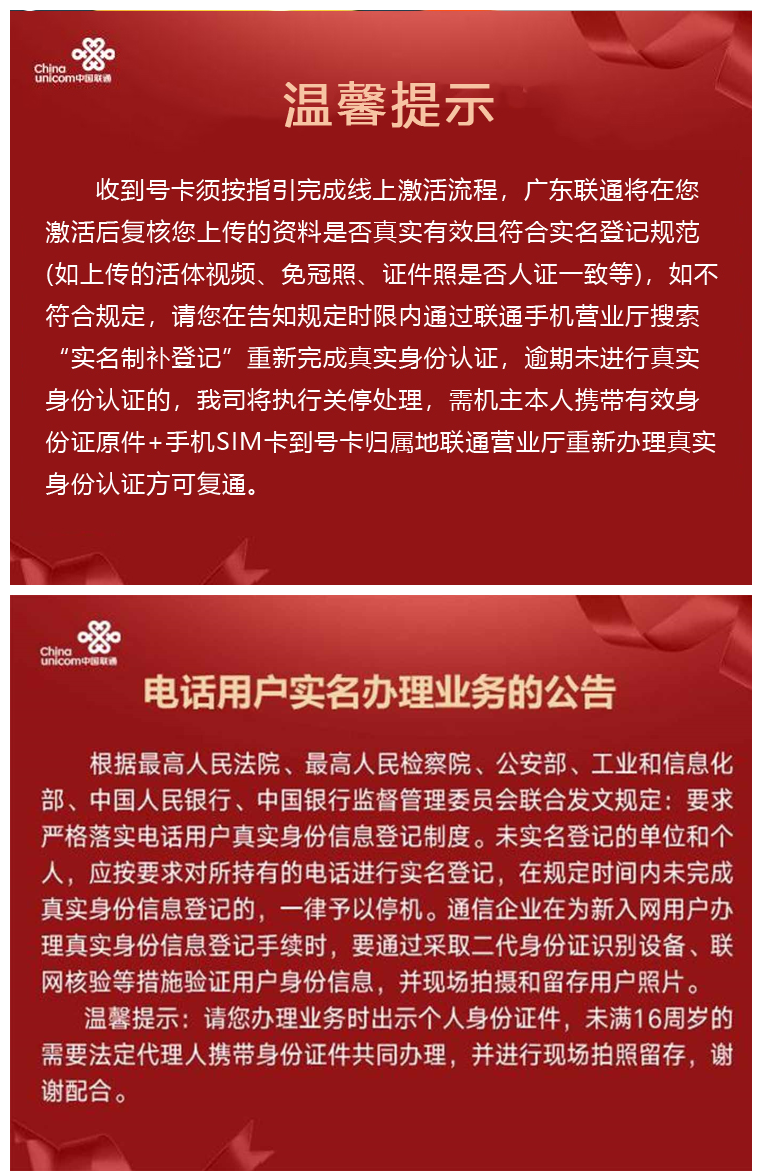 China
unicom中国联通
温馨提示
收到号卡须按指引完成线上激活流程，广东联通将在您
激活后复核您上传的资料是否真实有效且符合实名登记规范
(如上传的活体视频、免冠照、证件照是否人证一致等)，如不
符合规定，请您在告知规定时限内通过联通手机营业厅搜索
“实名制补登记”重新完成真实身份认证，逾期未进行真实
身份认证的，我司将执行关停处理，需机主本人携带有效身
份证原件+手机SIM卡到号卡归属地联通营业厅重新办理真实
身份认证方可复通。
China
unicom中国联通
电话用户实名办理业务的公告
根据最高人民法院、最高人民检察院、公安部、工业和信息化
部、中国人民银行、中国银行监督管理委员会联合发文规定：要求
严格落实电话用户真实身份信息登记制度。未实名登记的单位和个
人，应按要求对所持有的电话进行实名登记，在规定时间内未完成
真实身份信息登记的，一律予以停机。通信企业在为新入网用户办
理真实身份信息登记手续时，要通过采取二代身份证识别设备、联
网核验等措施验证用户身份信息，并现场拍摄和留存用户照片。
温馨提示：请您办理业务时出示个人身份证件，未满16周岁的
需要法定代理人携带身份证件共同办理，并进行现场拍照留存，谢
谢配合。